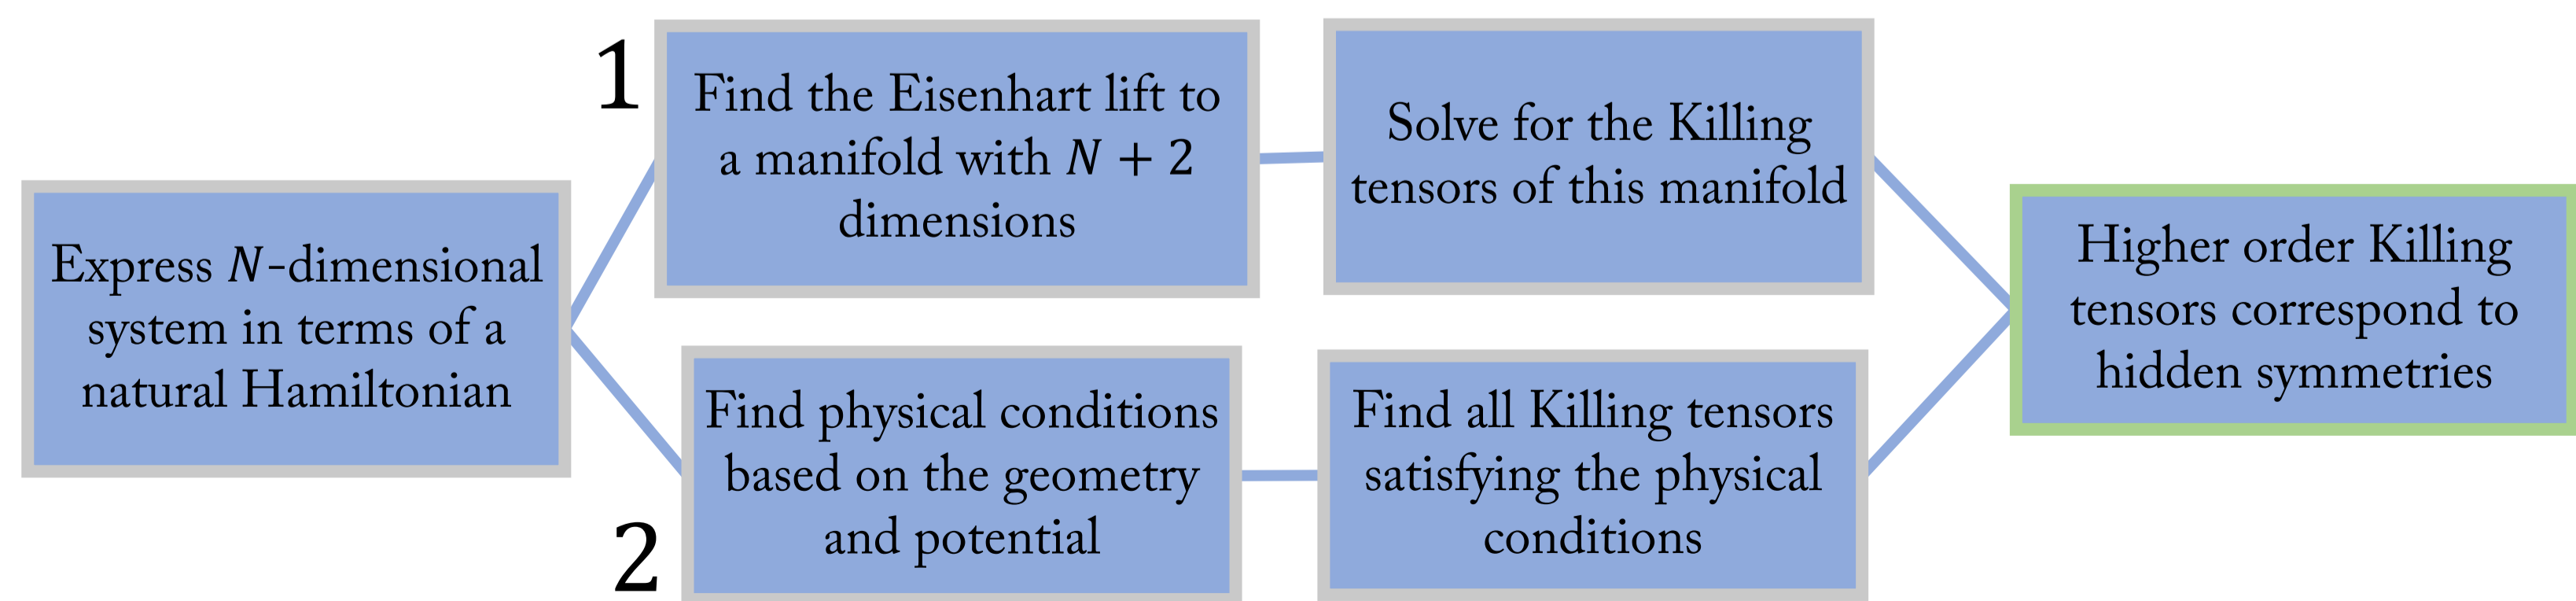 Express N-dimensional
system in terms of a
natural Hamiltonian
1
Find the Eisenhart lift to
a manifold with N + 2
dimensions
Solve for the Killing
tensors of this manifold
2
Find physical conditions
based on the geometry
and potential
Find all Killing tensors
satisfying the physical
conditions
Higher order Killing
tensors correspond to
hidden symmetries